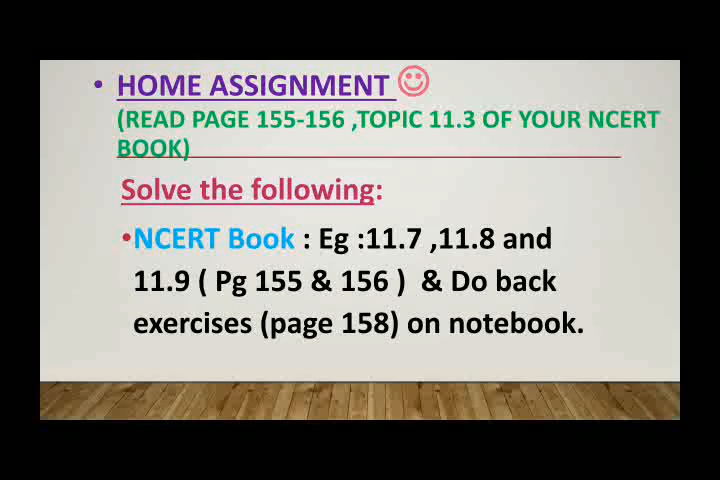 • HOME ASSIGNMENT
(READ PAGE 155-156 ,TOPIC 11.3 OF YOUR NCERT
BOOK)
Solve the following:
•NCERT Book : Eg :11.7 ,11.8 and
11.9 ( Pg 155 & 156 ) & Do back
exercises (page 158) on notebook.